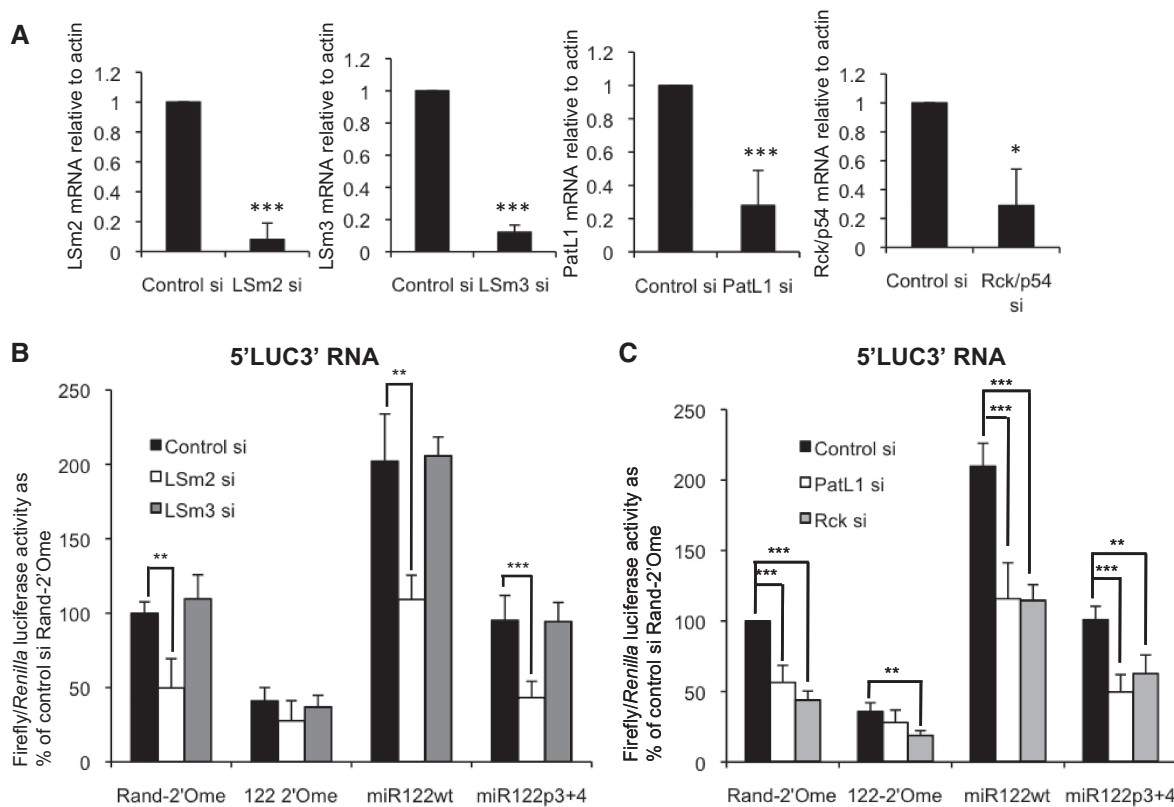 A
LSm2 mRNA relative to actin
1.2
1
0.8
0.6
0.4
0.2
0
***
Control si LSm2 si
LSm3 mRNA relative to actin
1.2
1
0.8
0.6
0.4
0.2
0
***
Control si LSm3 si
PatL1 mRNA relative to actin
1.2
1
0.8
0.6
0.4
0.2
0
***
Control si PatL1 si
Rck/p54 mRNA relative to actin
1.2
1
0.8
0.6
0.4
0.2
0
*
Control si Rck/p54
si
B
5'LUC3' RNA
Firefly/Renilla luciferase activity as
% of control si Rand-2'Ome
250
200
150
100
50
0
Control si
LSm2 si
LSm3 si
**
**
***
Rand-2'Ome 122 2'Ome miR122wt miR122p3+4
C
5'LUC3' RNA
Firefly/Renilla luciferase activity as
% of control si Rand-2'Ome
250
200
150
100
50
0
Control si
PatL1 si
Rck si
***
***
**
***
***
**
***
Rand-2'Ome 122-2'Ome miR122wt miR122p3+4